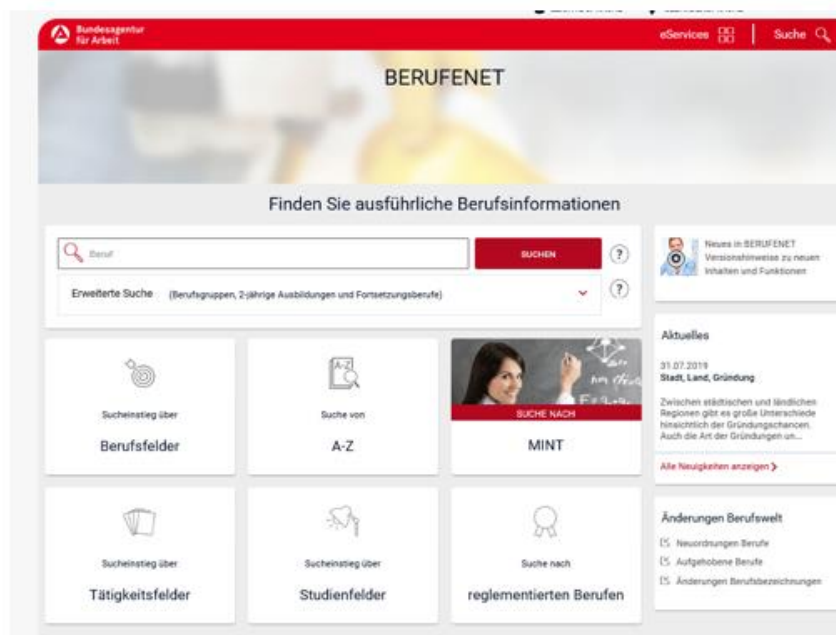 Bundesagentur
für Arbeit
eServices
Suche
BERUFENET
Finden Sie ausführliche Berufsinformationen
Beruf
SUCHEN
?
Erweiterte Suche (Berufsgruppen, 2-jährige Ausbildungen und Fortsetzungsberufe)
?
Neues in BERUFENET
Versionshinweise zu neuen
Inhalten und Funktionen
Sucheinstieg über
Berufsfelder
A-Z
Suche von
A-Z
SUCHE NACH
MINT
Aktuelles
31.07.2019
Stadt, Land, Gründung
Zwischen städtischen und ländlichen
Regionen gibt es große Unterschiede
hinsichtlich der Gründungschancen.
Auch die Art der Gründungen un...
Alle Neuigkeiten anzeigen
Sucheinstieg über
Tätigkeitsfelder
Sucheinstieg über
Studienfelder
Suche nach
reglementierten Berufen
Änderungen Berufswelt
Neuordnungen Berufe
Aufgehobene Berufe
Änderungen Berufsbezeichnungen